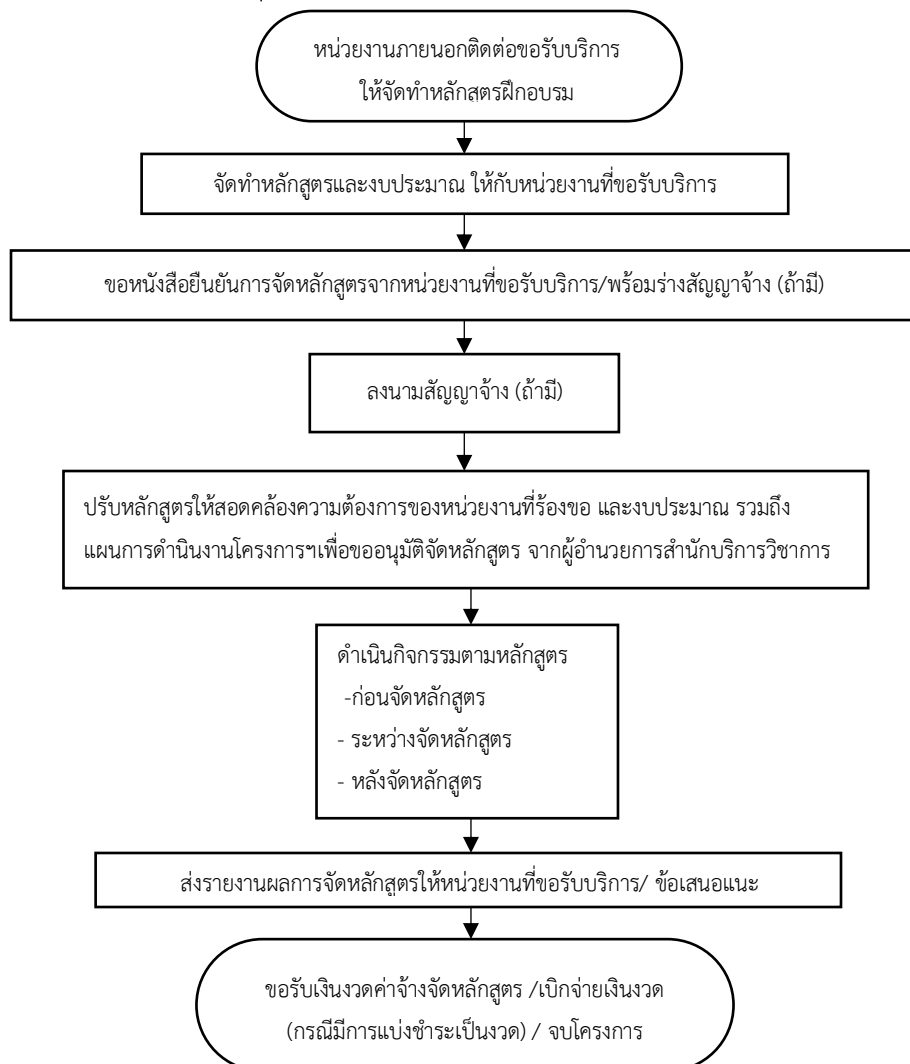 หน่วยงานภายนอกติดต่อขอรับบริการ
ให้จัดทำหลักสูตรฝึกอบรม
จัดทำหลักสูตรและงบประมาณ ให้กับหน่วยงานที่ขอรับบริการ
ขอหนังสือยืนยันการจัดหลักสูตรจากหน่วยงานที่ขอรับบริการ/พร้อมร่างสัญญาจ้าง (ถ้ามี)
ลงนามสัญญาจ้าง (ถ้ามี)
ปรับหลักสูตรให้สอดคล้องความต้องการของหน่วยงานที่ร้องขอ และงบประมาณ รวมถึง
แผนการดำเนินงานโครงการฯเพื่อขออนุมัติจัดหลักสูตร จากผู้อำนวยการสำนักบริการวิชาการ
ดำเนินกิจกรรมตามหลักสูตร
-ก่อนจัดหลักสูตร
- ระหว่างจัดหลักสูตร
- หลังจัดหลักสูตร
ส่งรายงานผลการจัดหลักสูตรให้หน่วยงานที่ขอรับบริการ/ ข้อเสนอแนะ
ขอรับเงินงวดค่าจ้างจัดหลักสูตร /เบิกจ่ายเงินงวด
(กรณีมีการแบ่งชำระเป็นงวด) / จบโครงการ